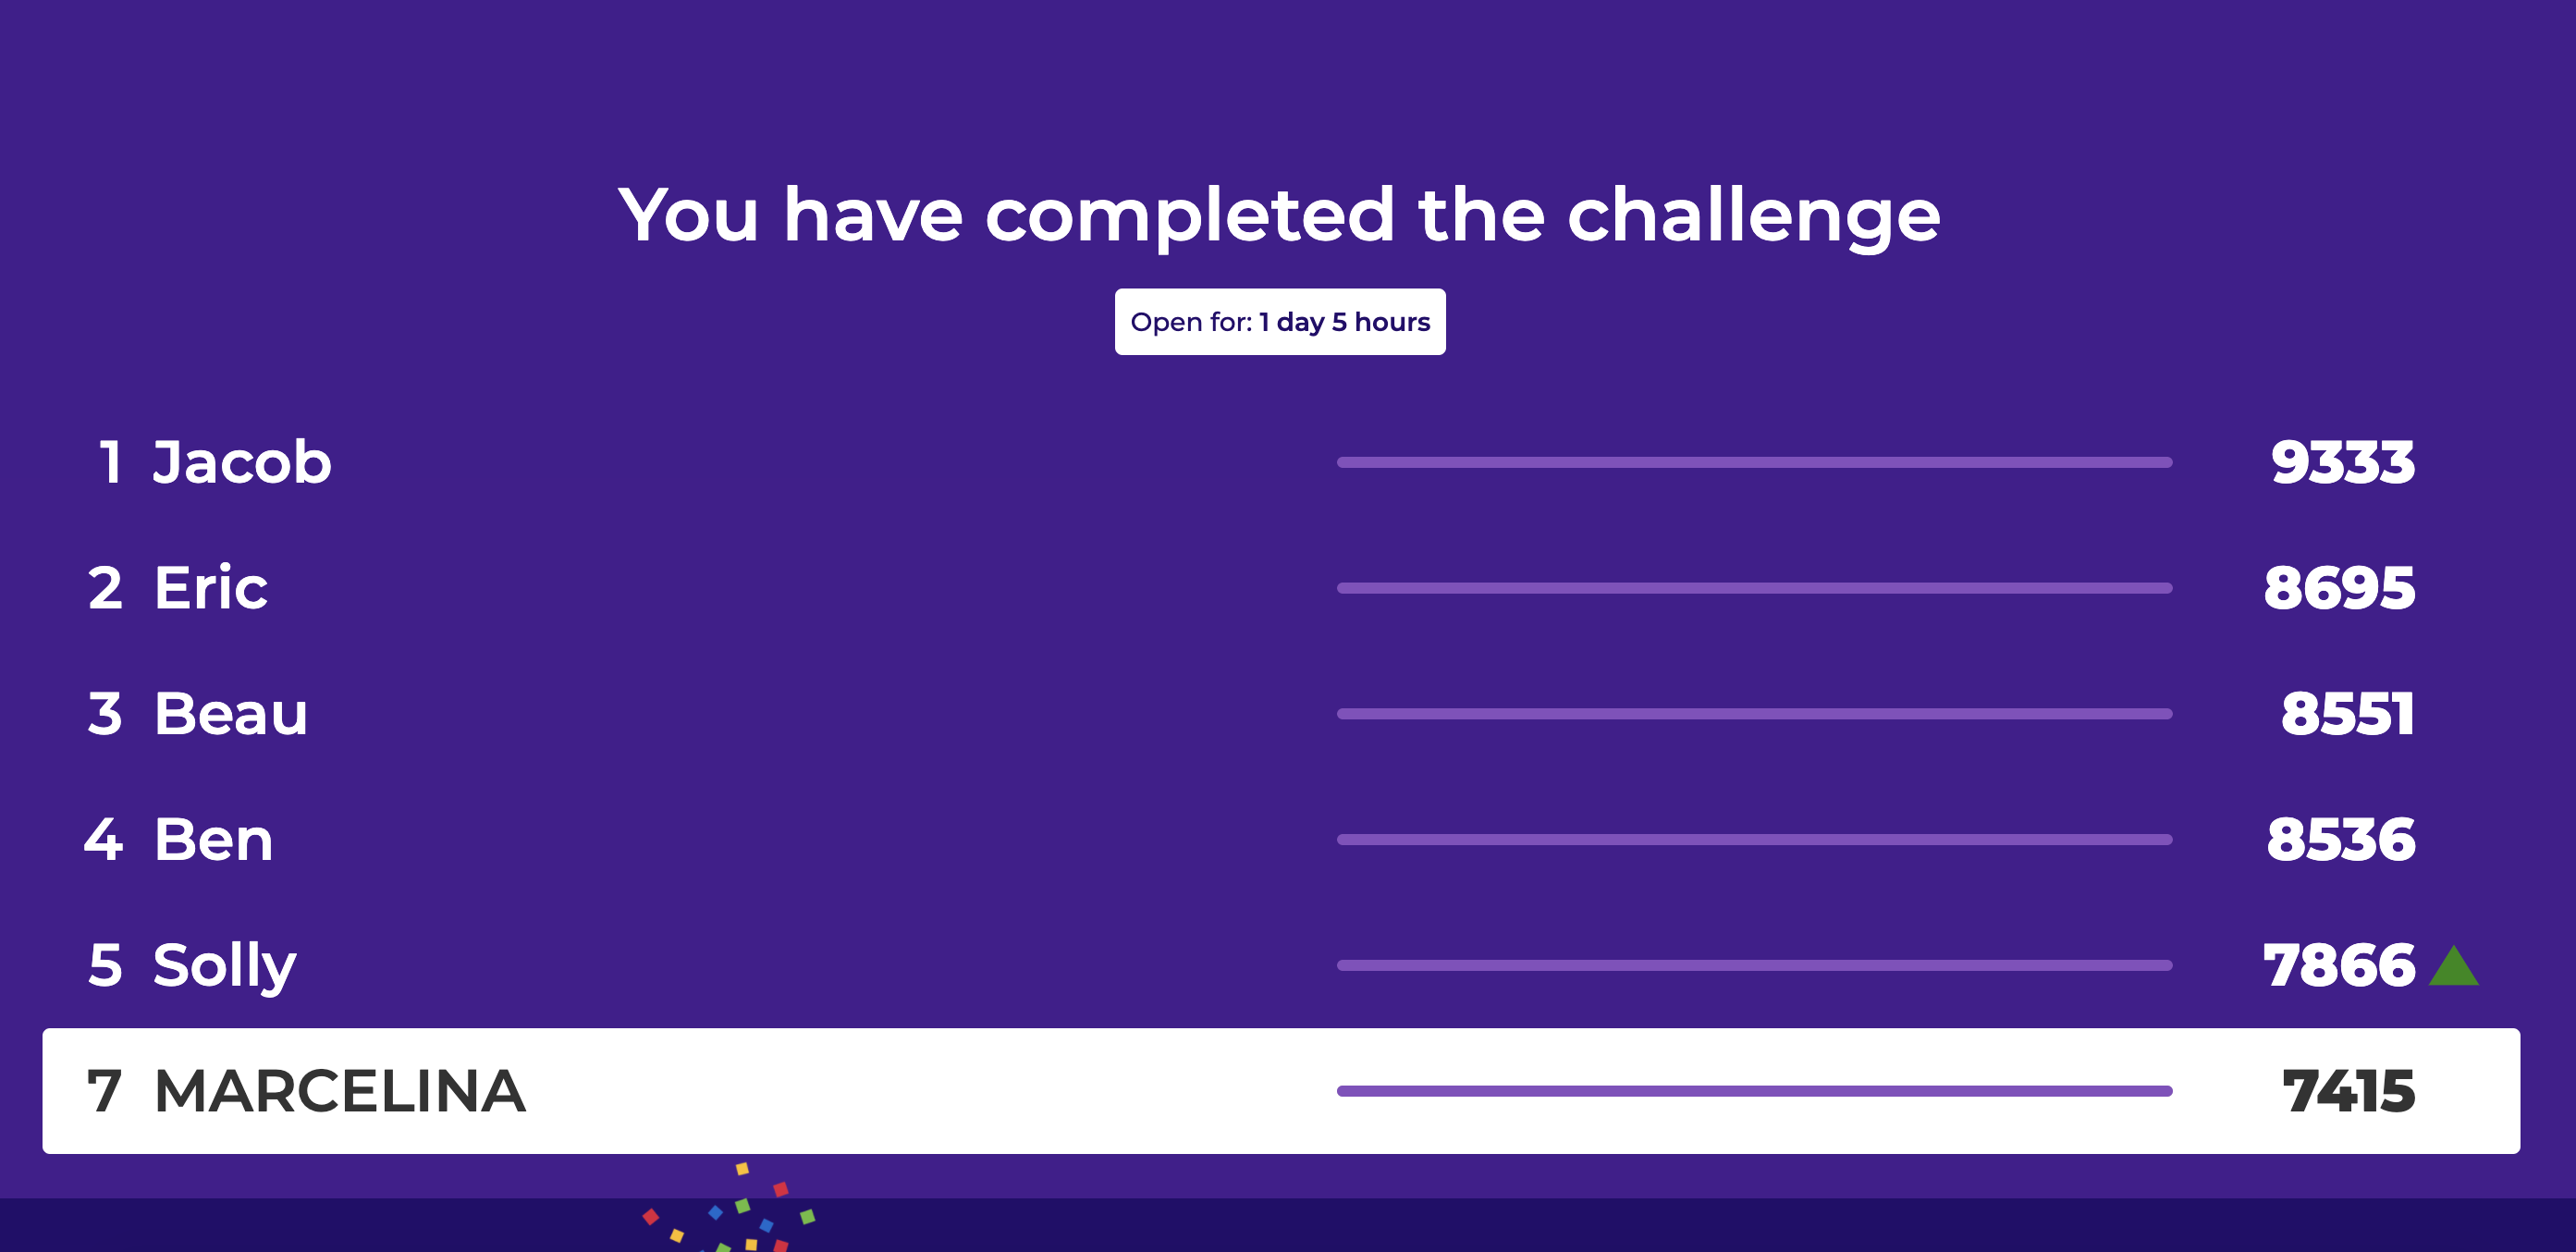 You have completed the challenge
Open for: 1 day 5 hours
1 Jacob 9333
2 Eric 8695
3 Beau 8551
4 Ben 8536
5 Solly 7866
7 MARCELINA 7415